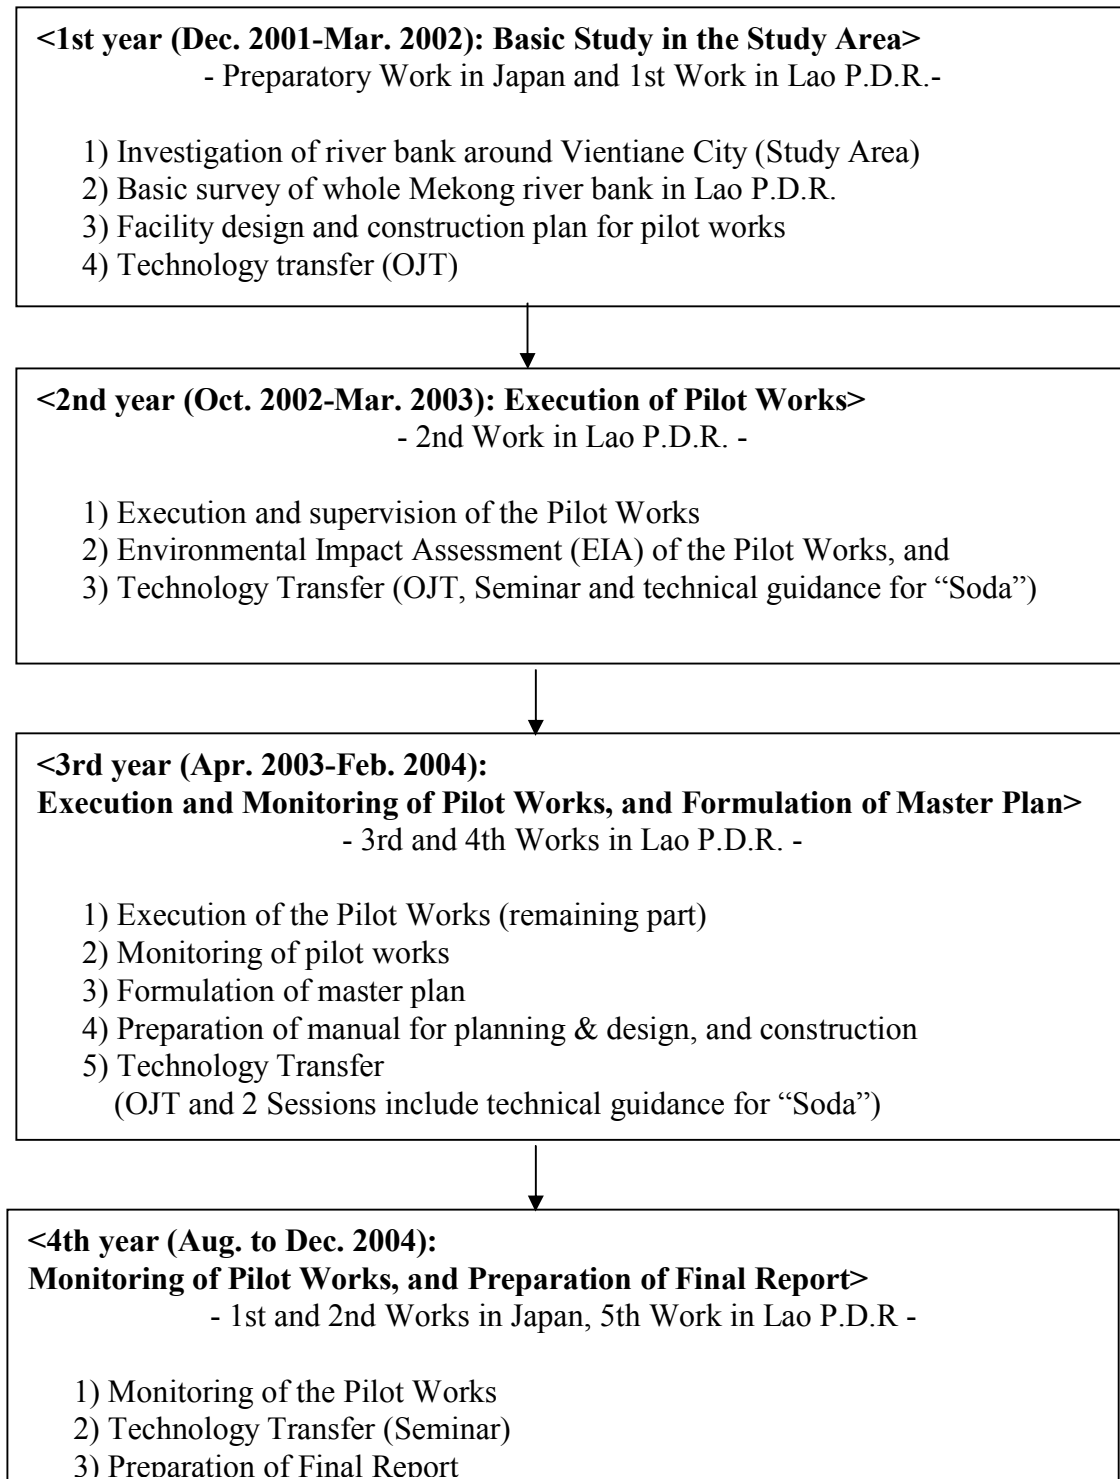 <1st year (Dec. 2001-Mar. 2002): Basic Study in the Study Area>
- Preparatory Work in Japan and 1st Work in Lao P.D.R.-
1) Investigation of river bank around Vientiane City (Study Area)
2) Basic survey of whole Mekong river bank in Lao P.D.R.
3) Facility design and construction plan for pilot works
4) Technology transfer (OJT)
<2nd year (Oct. 2002-Mar. 2003): Execution of Pilot Works>
- 2nd Work in Lao P.D.R. -
1) Execution and supervision of the Pilot Works
2) Environmental Impact Assessment (EIA) of the Pilot Works, and
3) Technology Transfer (OJT, Seminar and technical guidance for “Soda”)
<3rd year (Apr. 2003-Feb. 2004):
Execution and Monitoring of Pilot Works, and Formulation of Master Plan>
- 3rd and 4th Works in Lao P.D.R. -
1) Execution of the Pilot Works (remaining part)
2) Monitoring of pilot works
3) Formulation of master plan
4) Preparation of manual for planning & design, and construction
5) Technology Transfer
(OJT and 2 Sessions include technical guidance for “Soda”)
<4th year (Aug. to Dec. 2004):
Monitoring of Pilot Works, and Preparation of Final Report>
- 1st and 2nd Works in Japan, 5th Work in Lao P.D.R -
1) Monitoring of the Pilot Works
2) Technology Transfer (Seminar)
3) Preparation of Final Report